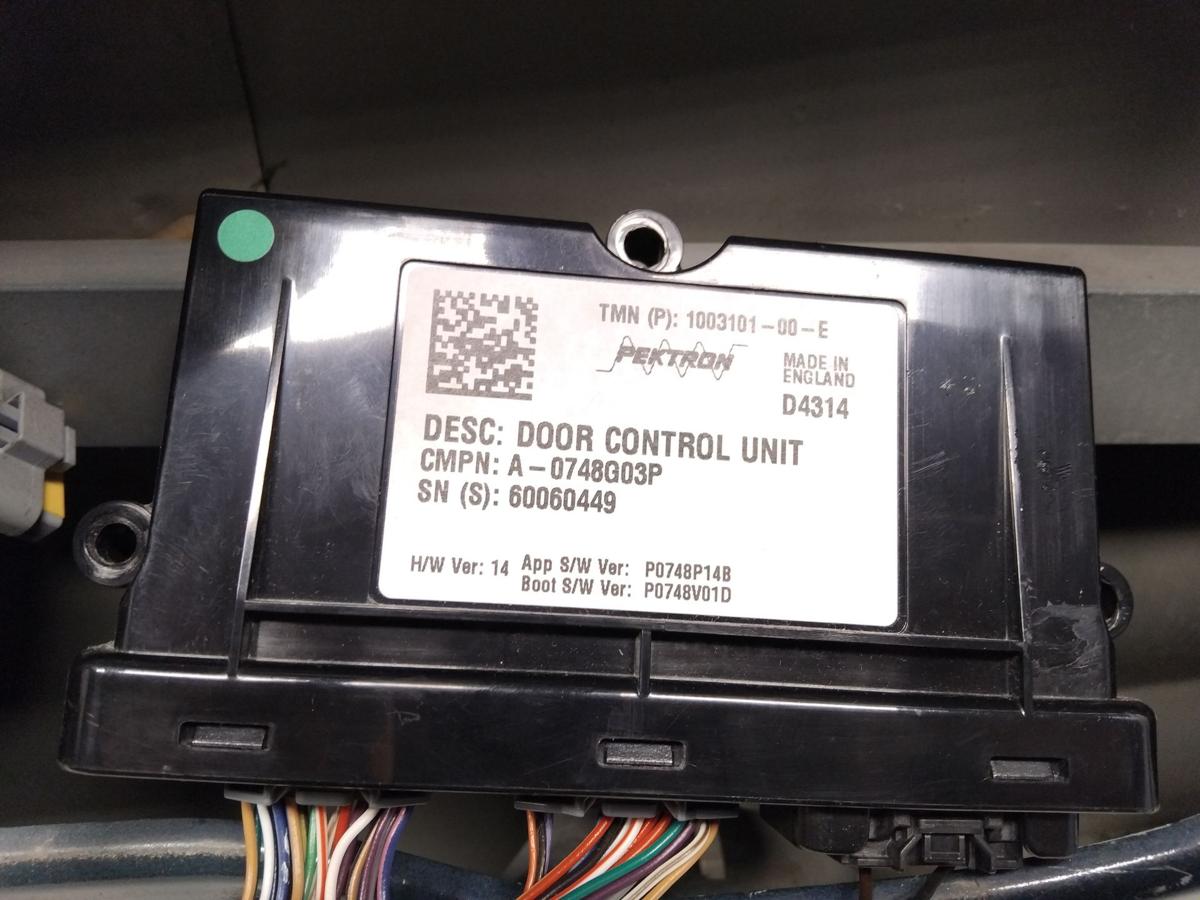 TMN (P): 1003101-00-E
PEKTRON
MADE IN
ENGLAND
D4314
DESC: DOOR CONTROL UNIT
CMPN: A-0748G03P
SN (S): 60060449
H/W Ver: 14 App S/W Ver: P0748P14B
Boot S/W Ver: P0748V01D